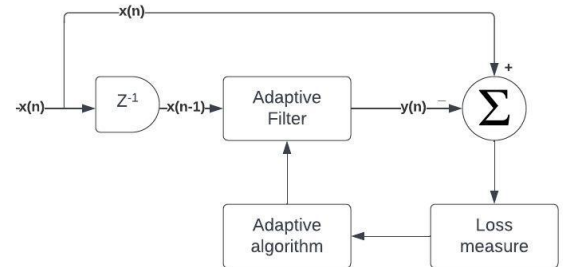 x(n)
+
x(n)
Z-1
x(n-1)
Adaptive
Filter
y(n)
−
Σ
Adaptive
algorithm
Loss
measure